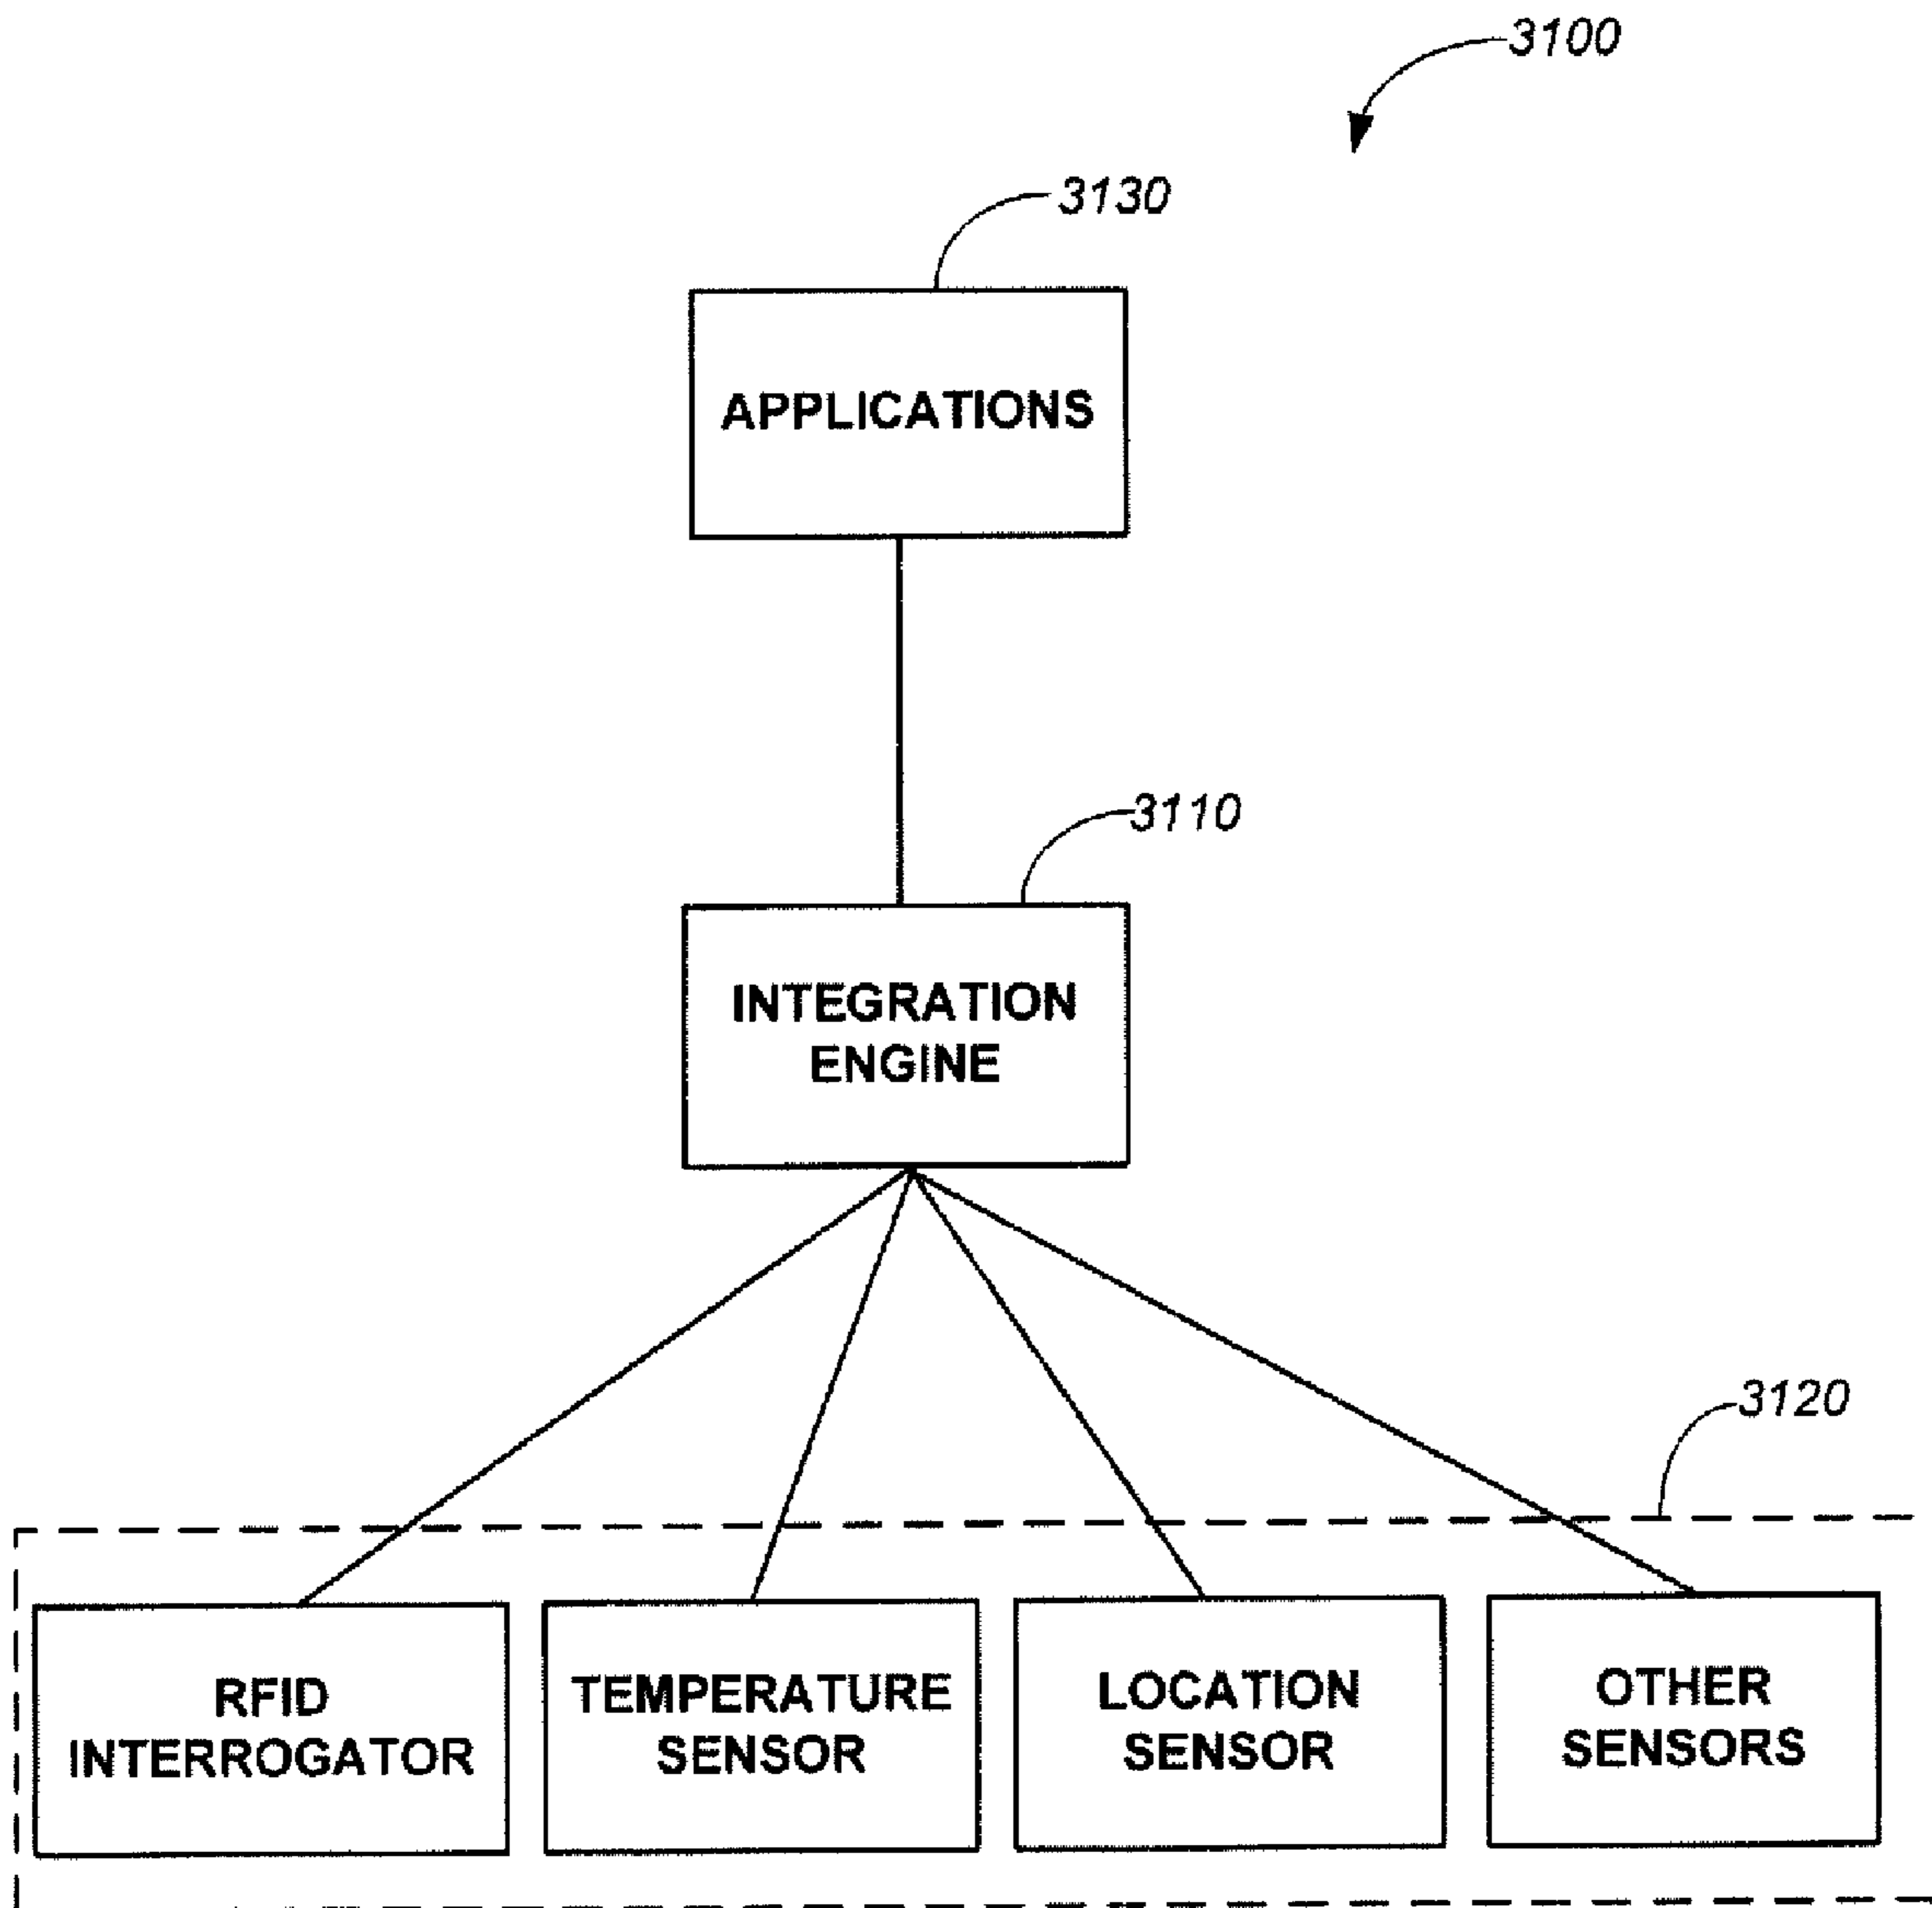 3100
3130
APPLICATIONS
3110
INTEGRATION
ENGINE
3120
RFID
INTERROGATOR
TEMPERATURE
SENSOR
LOCATION
SENSOR
OTHER
SENSORS